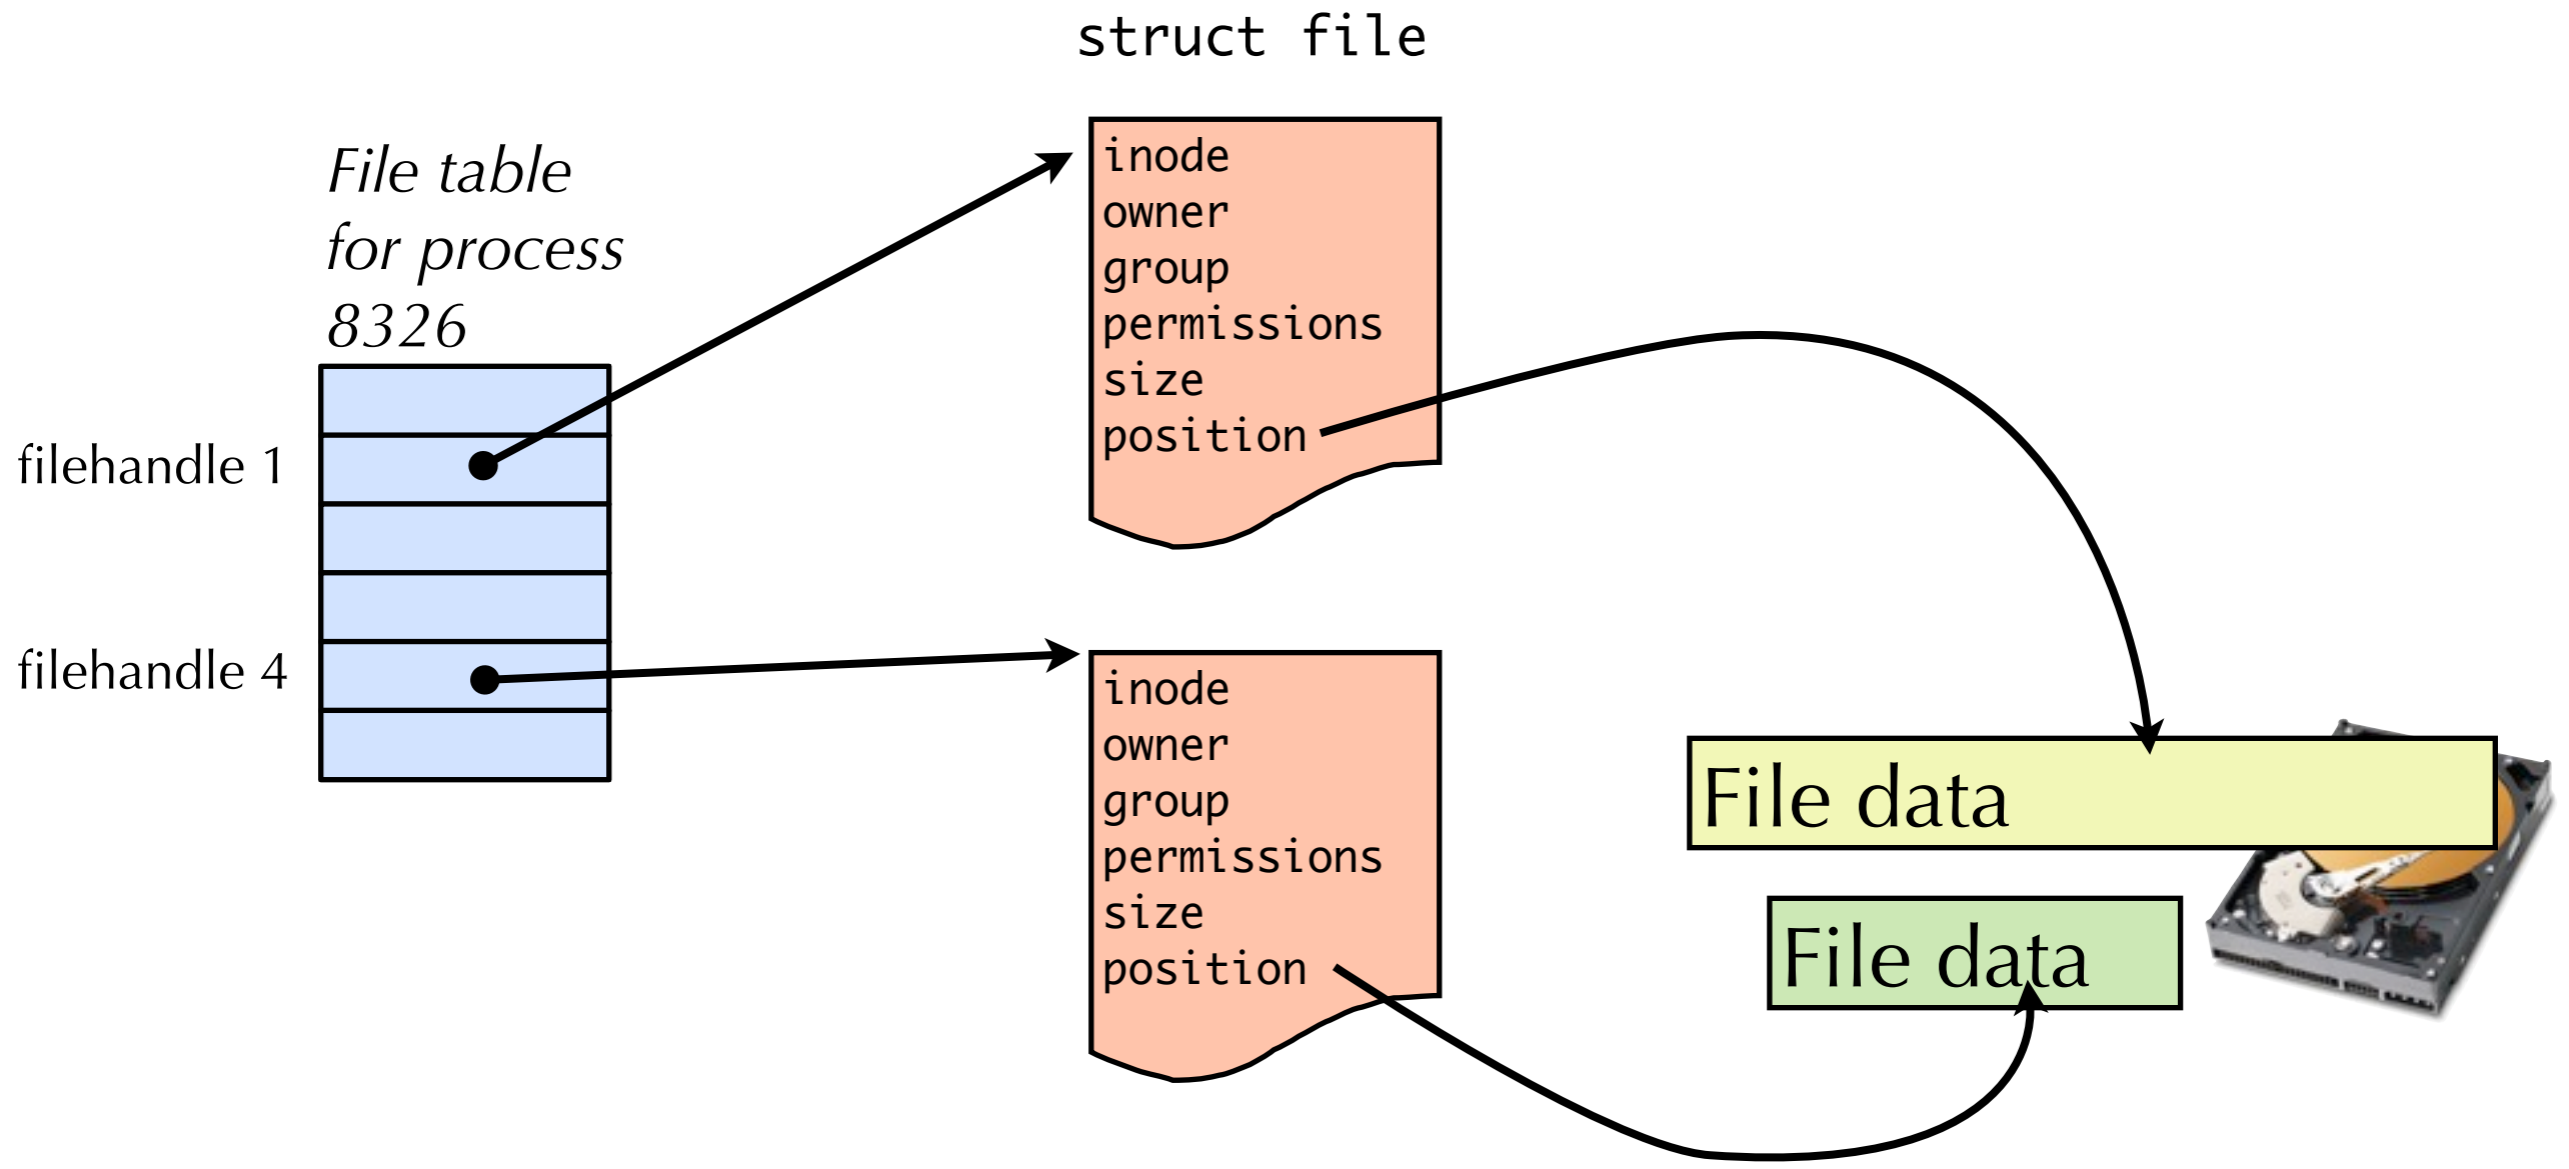 struct file
File table
for process
8326
filehandle 1
filehandle 4
inode
owner
group
permissions
size
position
inode
owner
group
permissions
size
position
File data
File data